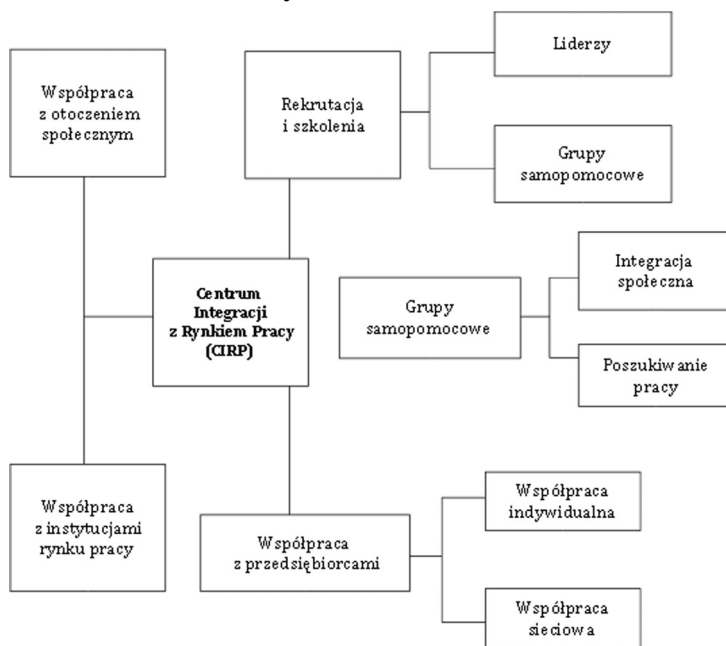 Współpraca
z otoczeniem
społecznym
Rekrutacja
i szkolenia
Liderzy
Grupy
samopomocowe
Centrum
Integracji
z Rynkiem Pracy
(CIRP)
Grupy
samopomocowe
Integracja
społeczna
Poszukiwanie
pracy
Współpraca
z instytucjami
rynku pracy
Współpraca
z przedsiębiorcami
Współpraca
indywidualna
Współpraca
sieciowa